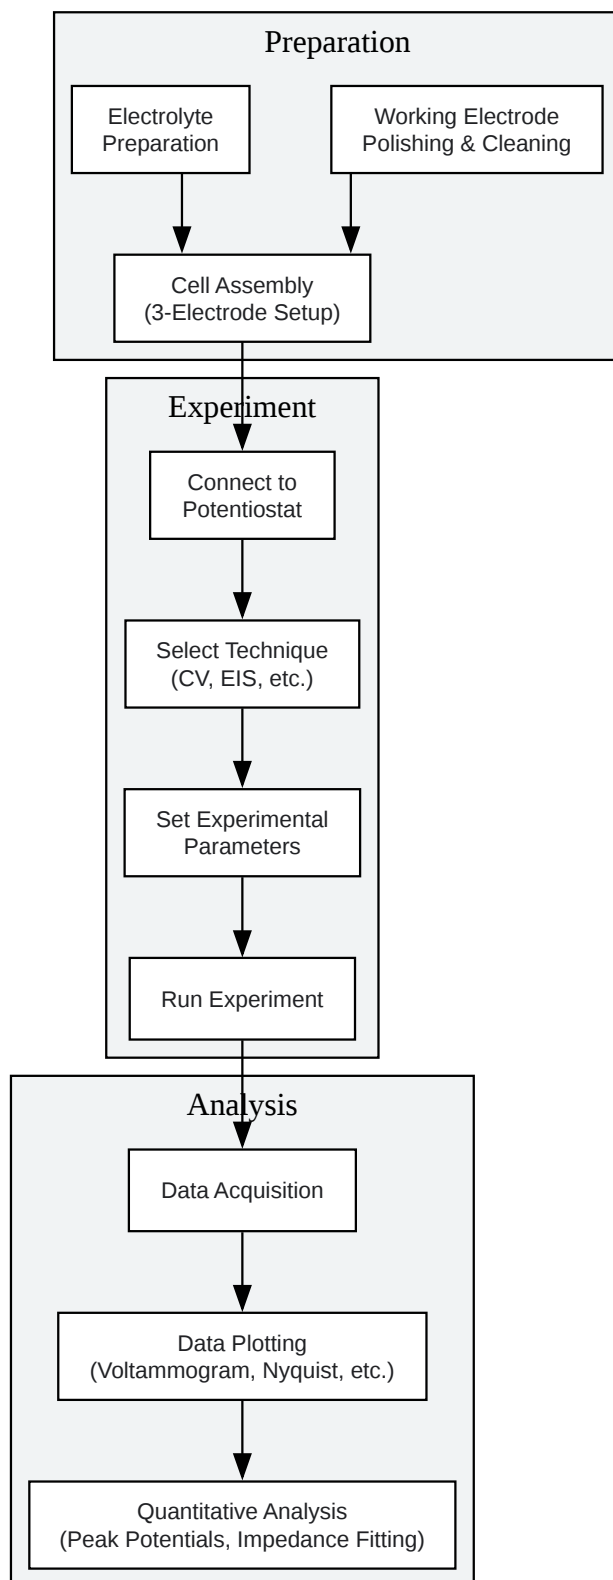 Preparation
Electrolyte
Preparation
Working Electrode
Polishing & Cleaning
Cell Assembly
(3-Electrode Setup)
Experiment
Connect to
Potentiostat
Select Technique
(CV, EIS, etc.)
Set Experimental
Parameters
Run Experiment
Analysis
Data Acquisition
Data Plotting
(Voltammogram, Nyquist, etc.)
Quantitative Analysis
(Peak Potentials, Impedance Fitting)